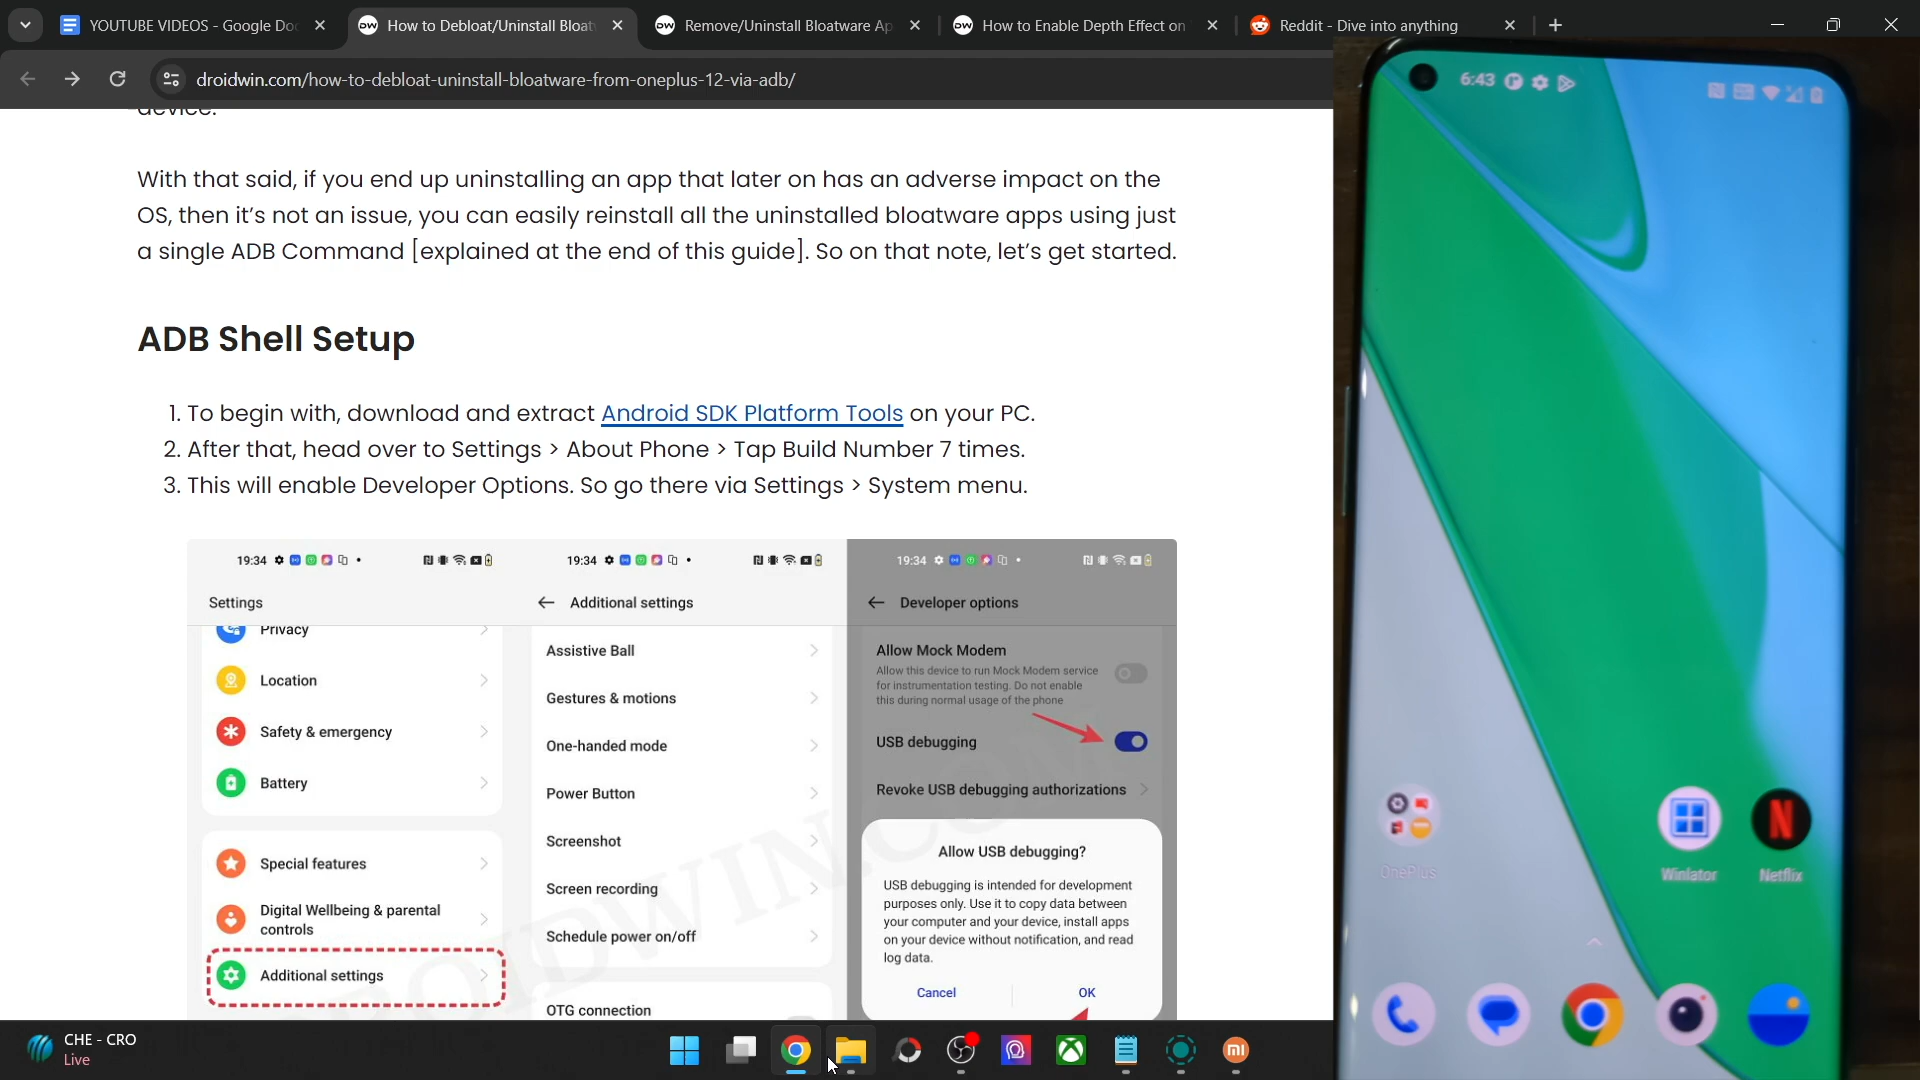 YOUTUBE VIDEOS - Google Do
How to Debloat/Uninstall Bloat
Remove/Uninstall Bloatware Ap
How to Enable Depth Effect on
Reddit - Dive into anything
droidwin.com/how-to-debloat-uninstall-bloatware-from-oneplus-12-via-adb/
device.
With that said, if you end up uninstalling an app that later on has an adverse impact on the
OS, then it’s not an issue, you can easily reinstall all the uninstalled bloatware apps using just
a single ADB Command [explained at the end of this guide]. So on that note, let’s get started.
ADB Shell Setup
1. To begin with, download and extract Android SDK Platform Tools on your PC.
2. After that, head over to Settings > About Phone > Tap Build Number 7 times.
3. This will enable Developer Options. So go there via Settings > System menu.
19:34
Settings
Privacy
Location
Safety & emergency
Battery
Special features
Digital Wellbeing & parental
controls
Additional settings
19:34
Additional settings
Assistive Ball
Gestures & motions
One-handed mode
Power Button
Screenshot
Screen recording
Schedule power on/off
OTG connection
19:34
Developer options
Allow Mock Modem
Allow this device to run Mock Modem service
for instrumentation testing. Do not enable
this during normal usage of the phone
USB debugging
Revoke USB debugging authorizations
Allow USB debugging?
USB debugging is intended for development
purposes only. Use it to copy data between
your computer and your device, install apps
on your device without notification, and read
log data.
Cancel
OK
DROIDWIN.COM
6:43
OnePlus
Winlator
Netflix
CHE - CRO
Live